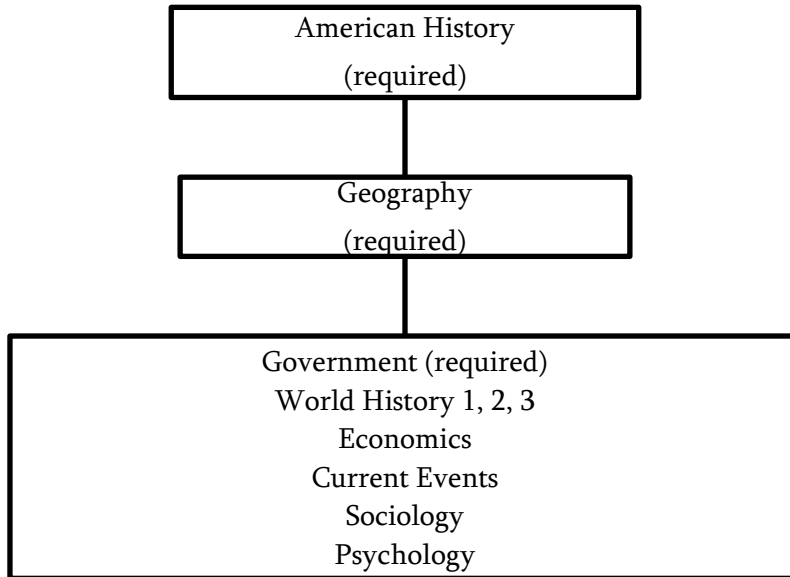 American History
(required)
Geography
(required)
Government (required)
World History 1, 2, 3
Economics
Current Events
Sociology
Psychology